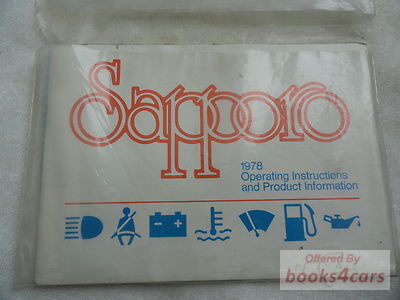 Sapporo
1978
Operating Instructions
and Product Information
Offered By
books4cars